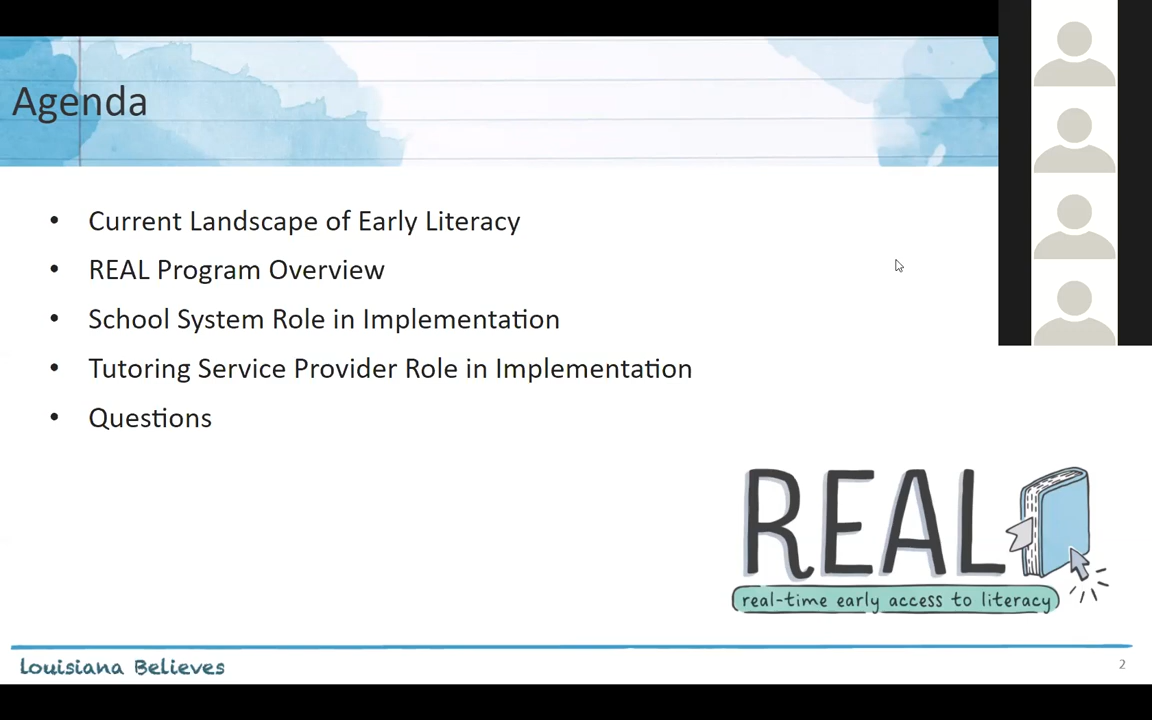 Agenda
• Current Landscape of Early Literacy
• REAL Program Overview
• School System Role in Implementation
• Tutoring Service Provider Role in Implementation
• Questions
REAL
real-time early access to literacy
Louisiana Believes
2